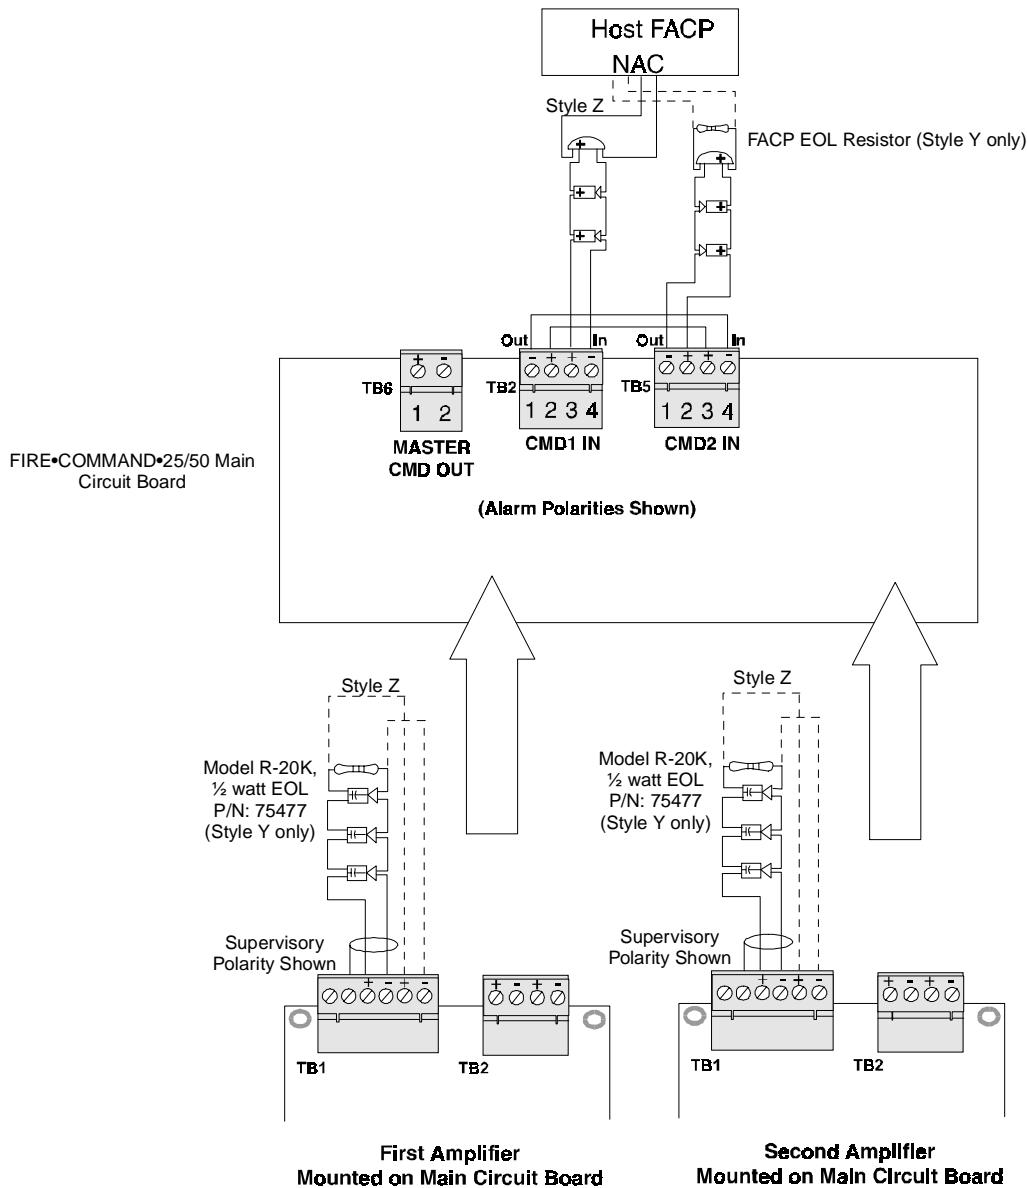 Host FACP
NAC
Style Z
FACP EOL Resistor (Style Y only)
+
+
+
+
+
+
Out
In
Out
In
+ -
- + + -
- + + -
TB6
TB2
TB5
1 2
1 2 3 4
1 2 3 4
MASTER
CMD OUT
CMD1 IN
CMD2 IN
FIRE•COMMAND•25/50 Main
Circuit Board
(Alarm Polarities Shown)
Style Z
Model R-20K,
½ watt EOL
P/N: 75477
(Style Y only)
Supervisory
Polarity Shown
+ - + -
+ - + -
TB1
TB2
First Amplifier
Mounted on Main Circuit Board
Style Z
Model R-20K,
½ watt EOL
P/N: 75477
(Style Y only)
Supervisory
Polarity Shown
+ - + -
+ - + -
TB1
TB2
Second Amplifier
Mounted on Main Circuit Board